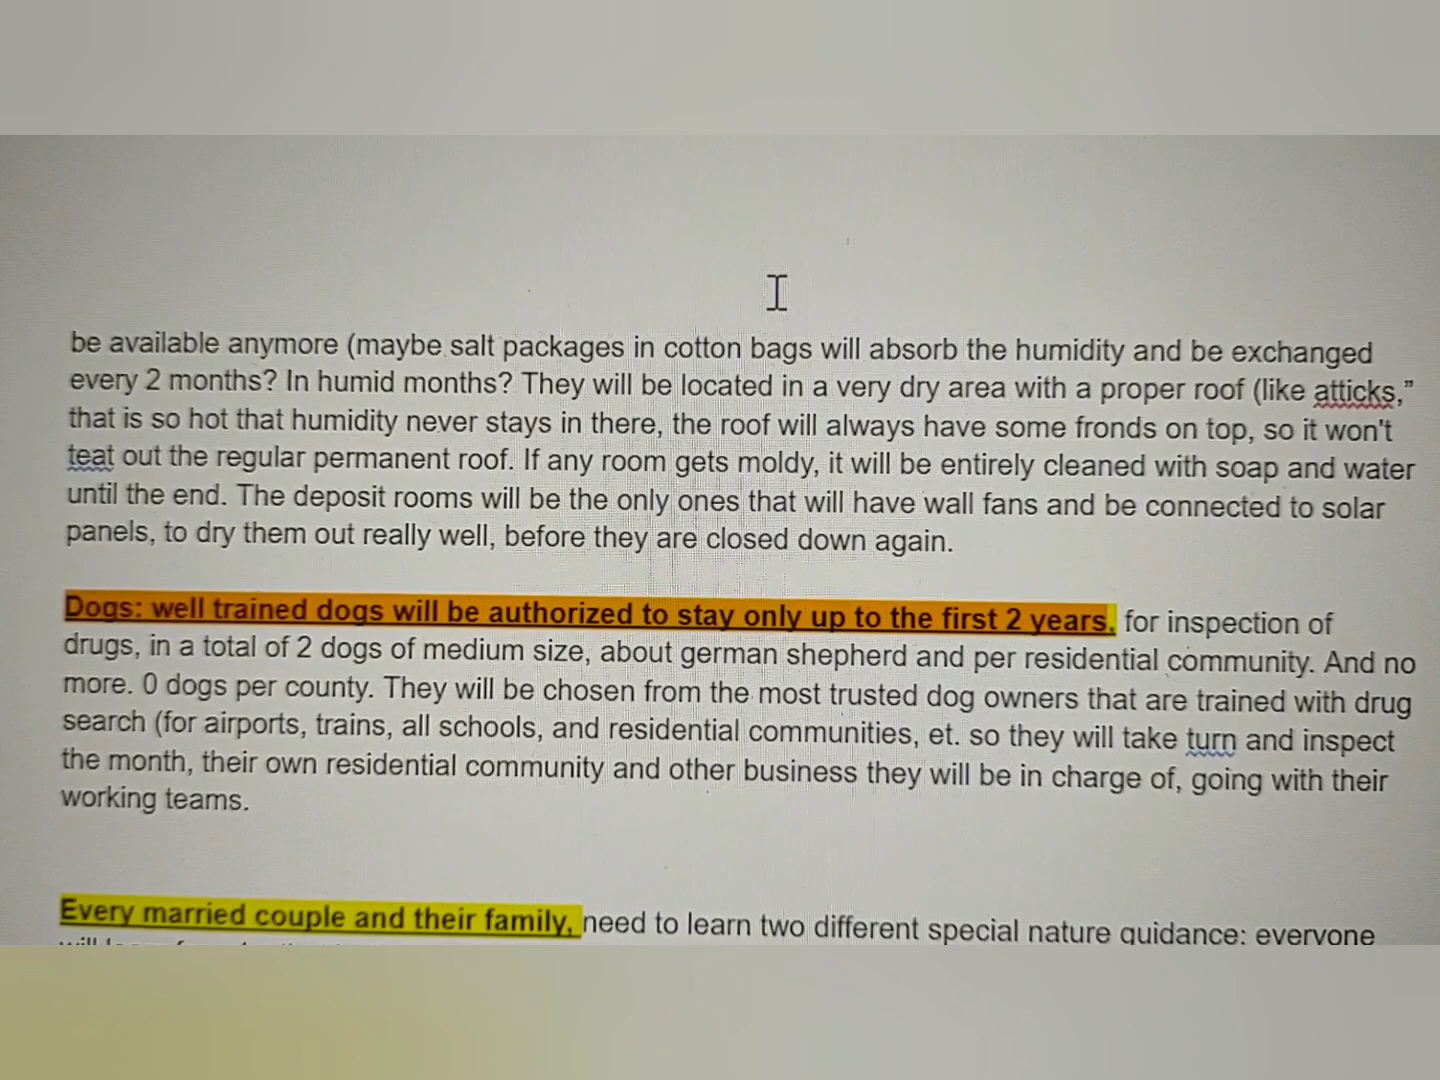 be available anymore (maybe salt packages in cotton bags will absorb the humidity and be exchanged
every 2 months? In humid months? They will be located in a very dry area with a proper roof (like atticks,”
that is so hot that humidity never stays in there, the roof will always have some fronds on top, so it won't
teat out the regular permanent roof. If any room gets moldy, it will be entirely cleaned with soap and water
until the end. The deposit rooms will be the only ones that will have wall fans and be connected to solar
panels, to dry them out really well, before they are closed down again.
Dogs: well trained dogs will be authorized to stay only up to the first 2 years, for inspection of
drugs, in a total of 2 dogs of medium size, about german shepherd and per residential community. And no
more. 0 dogs per county. They will be chosen from the most trusted dog owners that are trained with drug
search (for airports, trains, all schools, and residential communities, et. so they will take turn and inspect
the month, their own residential community and other business they will be in charge of, going with their
working teams.
Every married couple and their family, need to learn two different special nature guidance: everyone